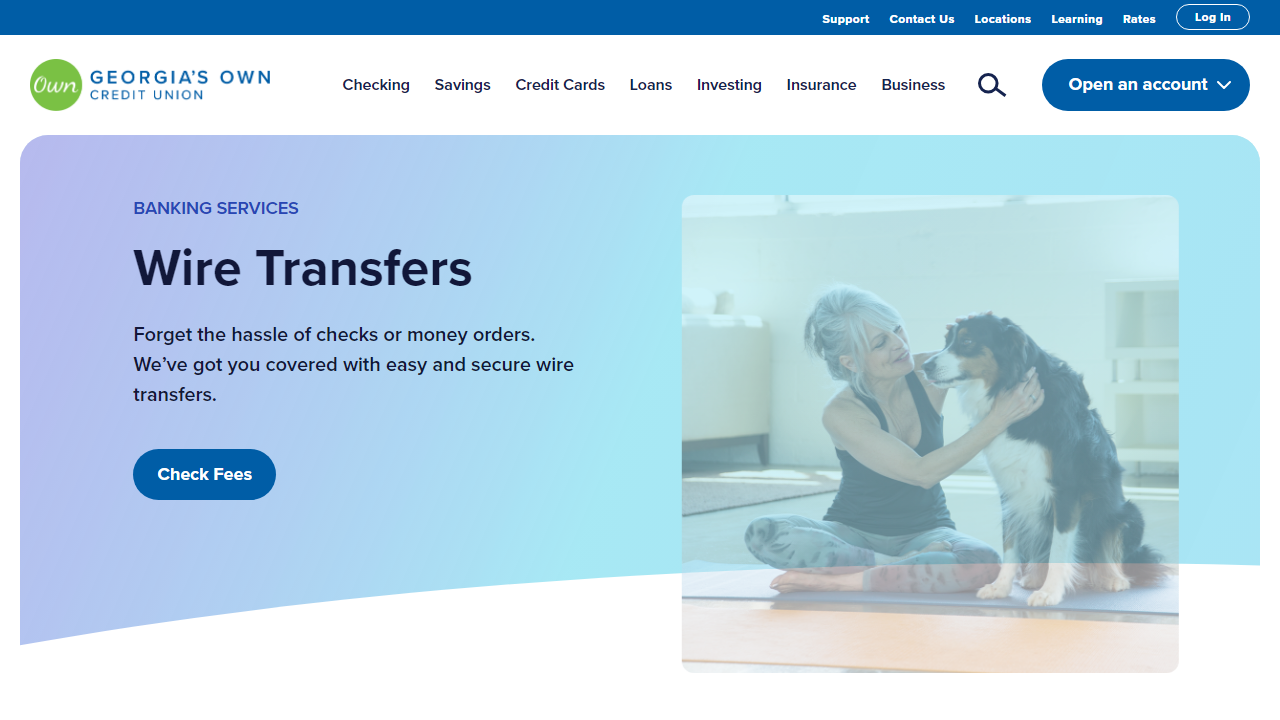 Support Contact Us Locations Learning Rates Log In
Own GEORGIA'S OWN
CREDIT UNION
Checking Savings Credit Cards Loans Investing Insurance Business Open an account
BANKING SERVICES
Wire Transfers
Forget the hassle of checks or money orders.
We’ve got you covered with easy and secure wire
transfers.
Check Fees